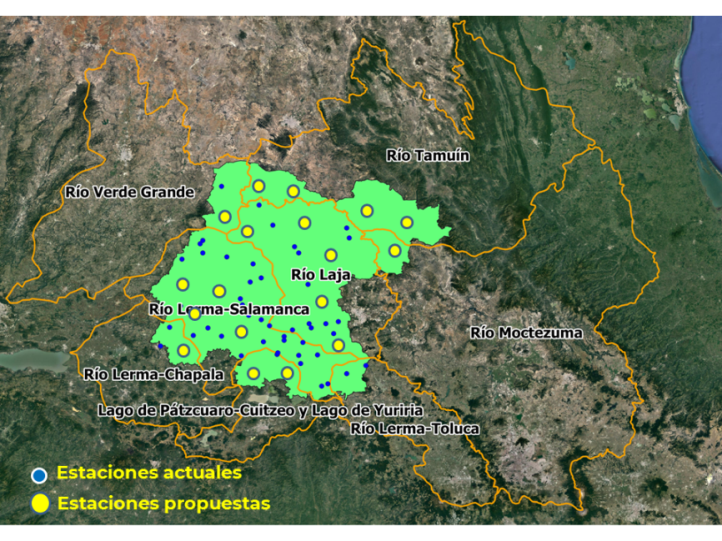 Río Tamuín
Río Verde Grande
Río Laja
Río Lerma-Salamanca
Río Moctezuma
Río Lerma-Chapala
Lago de Pátzcuaro-Cuitzeo y Lago de Yuriria
Río Lerma-Toluca
Estaciones actuales
Estaciones propuestas